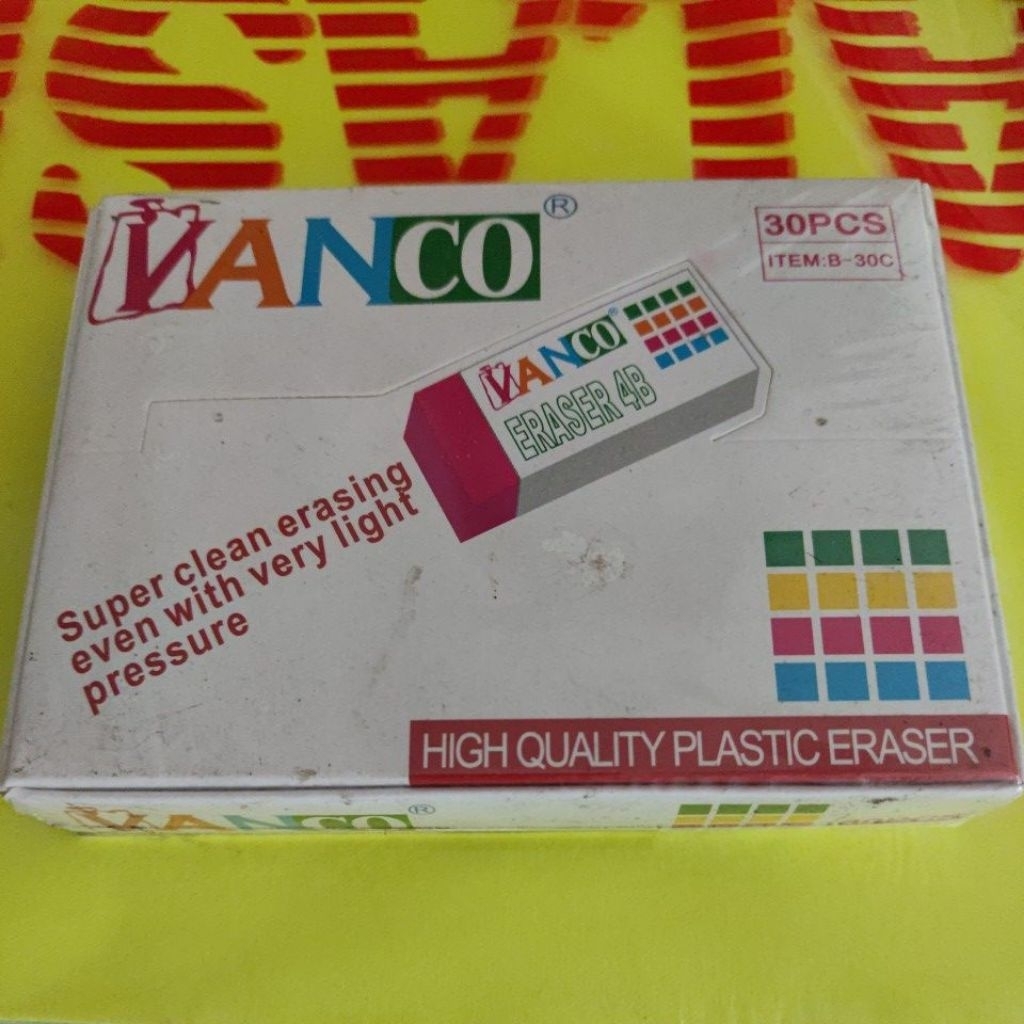 VANCO ®
30PCS
ITEM:B-30C
VANCO
ERASER 4B
Super clean erasing
even with very light
pressure
HIGH QUALITY PLASTIC ERASER
VANCO ®